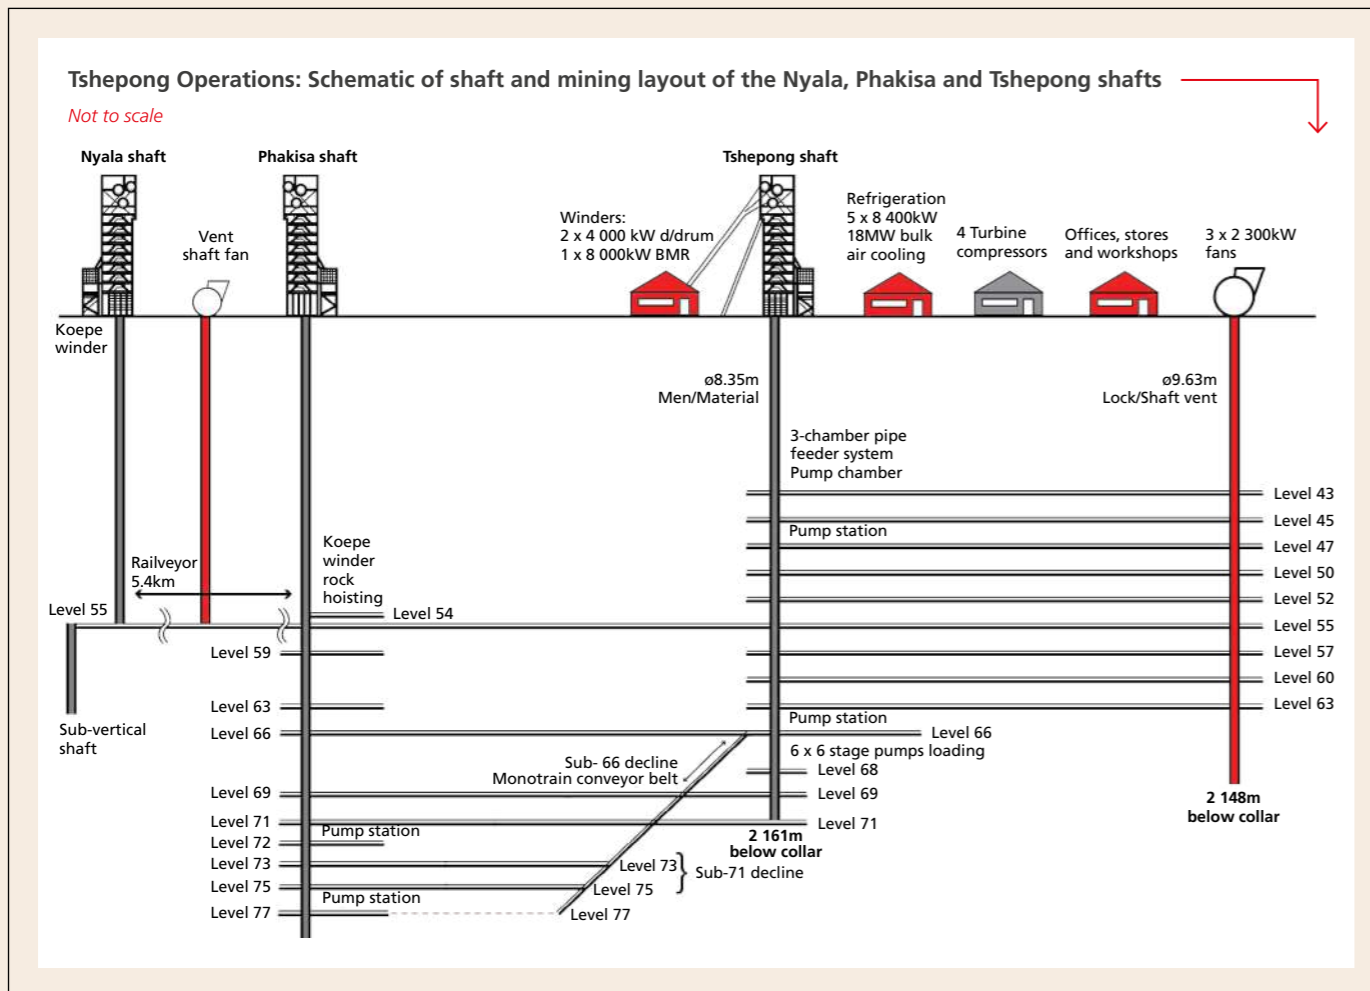 Tshepong Operations: Schematic of shaft and mining layout of the Nyala, Phakisa and Tshepong shafts
Not to scale
Nyala shaft
Phakisa shaft
Tshepong shaft
Vent
shaft fan
Winders:
2 x 4 000 kW d/drum
1 x 8 000kW BMR
Refrigeration
5 x 8 400kW
18MW bulk
air cooling
4 Turbine
compressors
Offices, stores
and workshops
3 x 2 300kW
fans
Koepe
winder
ø8.35m
Men/Material
ø9.63m
Lock/Shaft vent
3-chamber pipe
feeder system
Pump chamber
Level 43
Level 45
Pump station
Level 47
Level 50
Level 52
Level 55
Level 57
Level 60
Level 63
Koepe
winder
rock
hoisting
Railveyor
5.4km
Level 55
Level 54
Level 59
Level 63
Sub-vertical
shaft
Pump station
Level 66
Level 66
6 x 6 stage pumps loading
Sub- 66 decline
Monotrain conveyor belt
Level 68
Level 69
Level 69
Level 71
Level 71
Pump station
2 161m
below collar
2 148m
below collar
Level 72
Level 73
Level 73
Sub-71 decline
Level 75
Level 75
Pump station
Level 77
Level 77